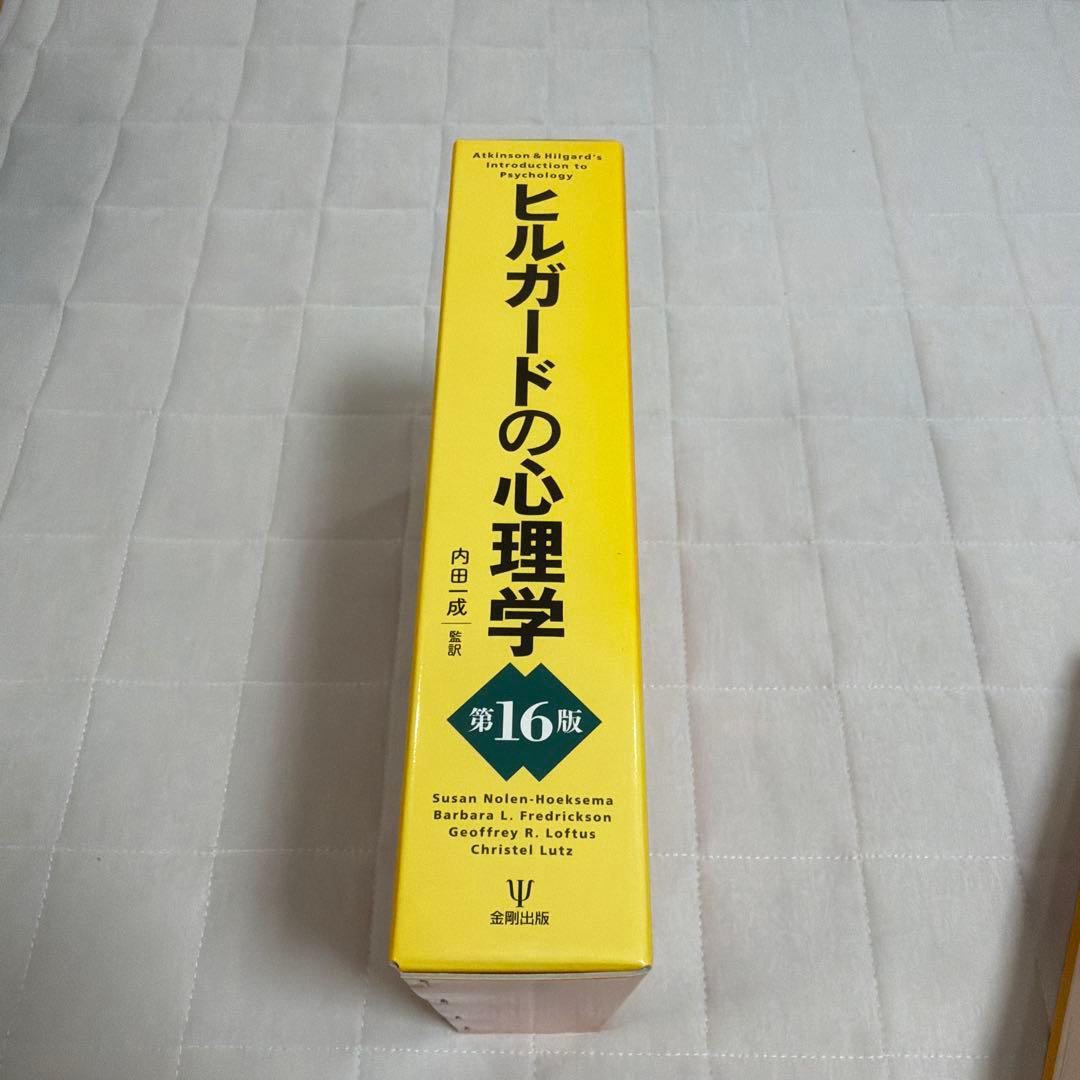 Atkinson & Hilgard's
Introduction to
Psychology
ヒルガードの心理学
内田一成 監訳
第16版
Susan Nolen-Hoeksema
Barbara L. Fredrickson
Geoffrey R. Loftus
Christel Lutz
Ψ
金剛出版